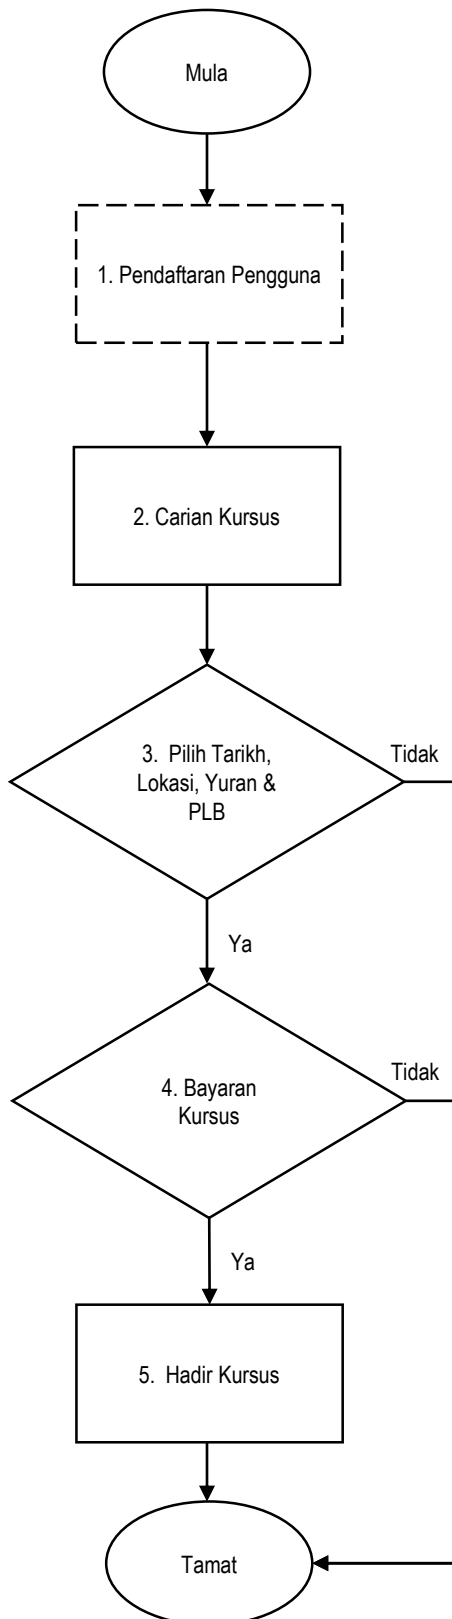 Mula
1. Pendaftaran Pengguna
2. Carian Kursus
3. Pilih Tarikh,
Lokasi, Yuran &
PLB
Tidak
Ya
4. Bayaran
Kursus
Tidak
Ya
5. Hadir Kursus
Tamat